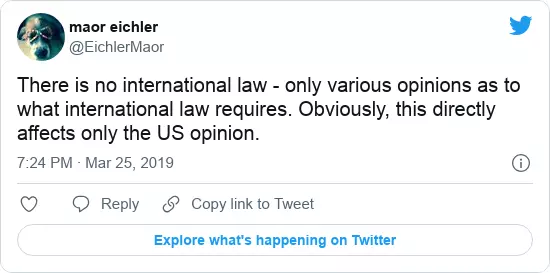 maor eichler
@EichlerMaor
There is no international law - only various opinions as to
what international law requires. Obviously, this directly
affects only the US opinion.
7:24 PM · Mar 25, 2019
Reply
Copy link to Tweet
Explore what's happening on Twitter